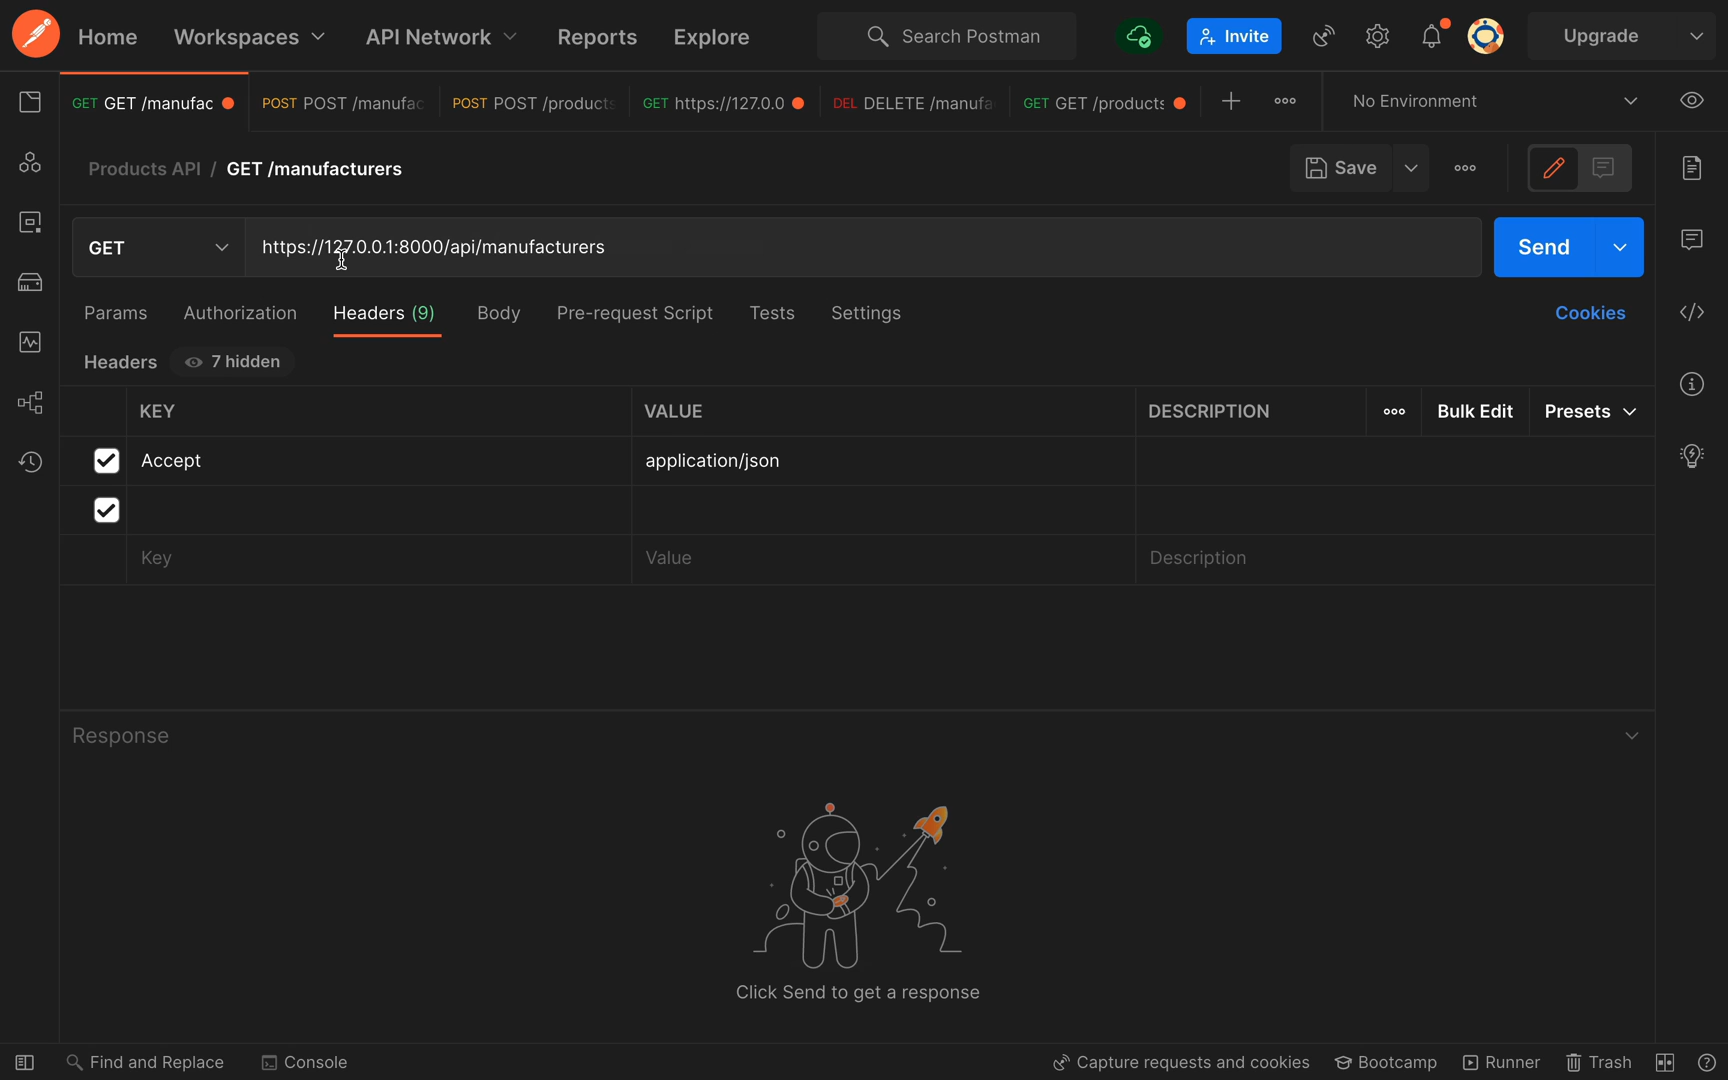 Home Workspaces API Network Reports Explore Search Postman Invite Upgrade
GET GET /manufac POST POST /manufac POST POST /products GET https://127.0.0 DEL DELETE /manufa GET GET /products No Environment
Products API / GET /manufacturers Save
GET https://127.0.0.1:8000/api/manufacturers Send
Params Authorization Headers (9) Body Pre-request Script Tests Settings Cookies
Headers 7 hidden
KEY VALUE DESCRIPTION Bulk Edit Presets
Accept application/json
Key Value Description
Response
Click Send to get a response
Find and Replace Console Capture requests and cookies Bootcamp Runner Trash